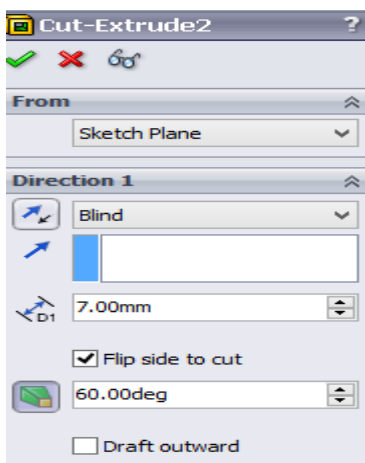 Cut-Extrude2 ?
From
Sketch Plane
Direction 1
Blind
D1 7.00mm
Flip side to cut
60.00deg
Draft outward